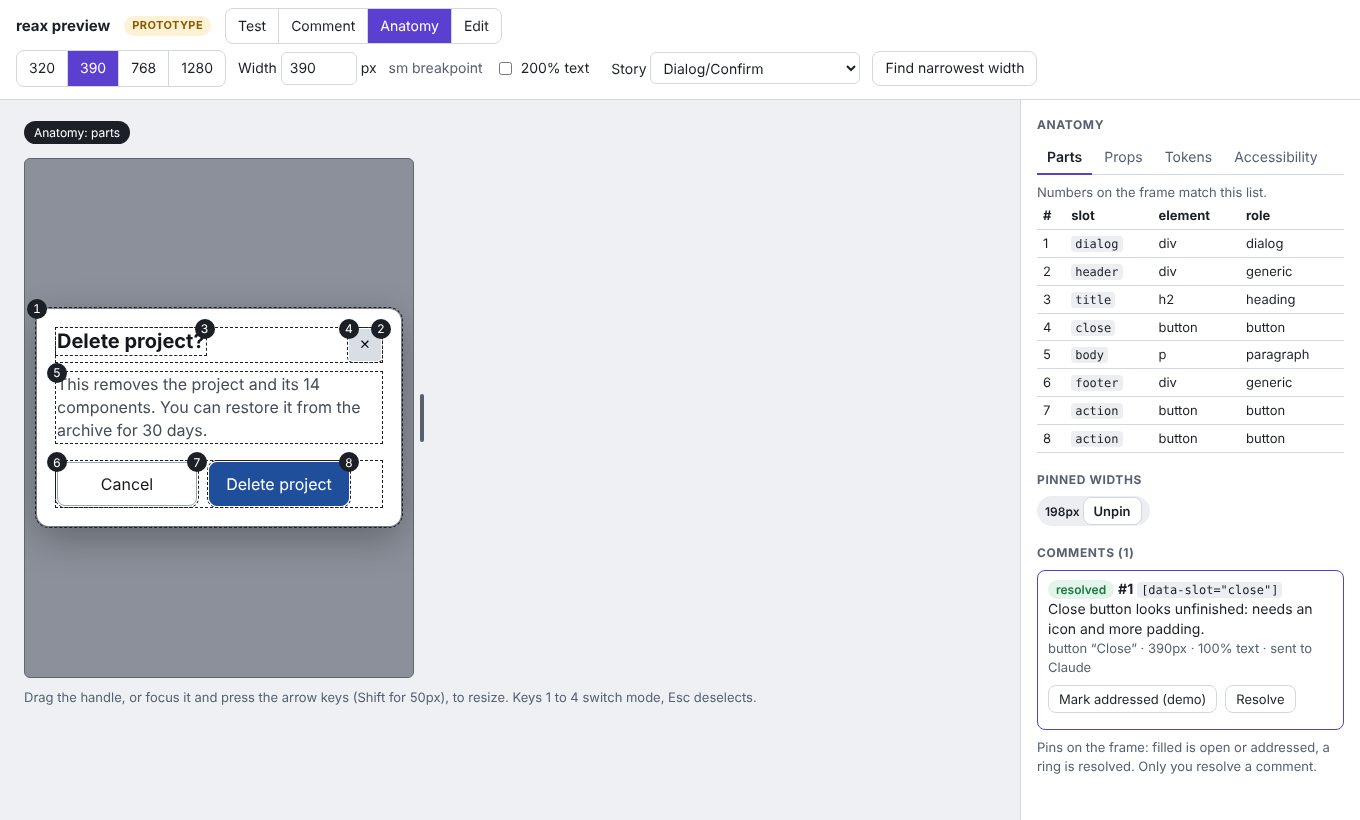 reax preview PROTOTYPE Test Comment Anatomy Edit
320 390 768 1280 Width 390 px sm breakpoint 200% text Story Dialog/Confirm Find narrowest width
Anatomy: parts
1
3 4 2
Delete project? ×
5
This removes the project and its 14
components. You can restore it from the
archive for 30 days.
6 7 8
Cancel Delete project
Drag the handle, or focus it and press the arrow keys (Shift for 50px), to resize. Keys 1 to 4 switch mode, Esc deselects.
ANATOMY
Parts Props Tokens Accessibility
Numbers on the frame match this list.
# slot element role
1 dialog div dialog
2 header div generic
3 title h2 heading
4 close button button
5 body p paragraph
6 footer div generic
7 action button button
8 action button button
PINNED WIDTHS
198px Unpin
COMMENTS (1)
resolved #1 [data-slot="close"]
Close button looks unfinished: needs an
icon and more padding.
button “Close” · 390px · 100% text · sent to
Claude
Mark addressed (demo) Resolve
Pins on the frame: filled is open or addressed, a
ring is resolved. Only you resolve a comment.